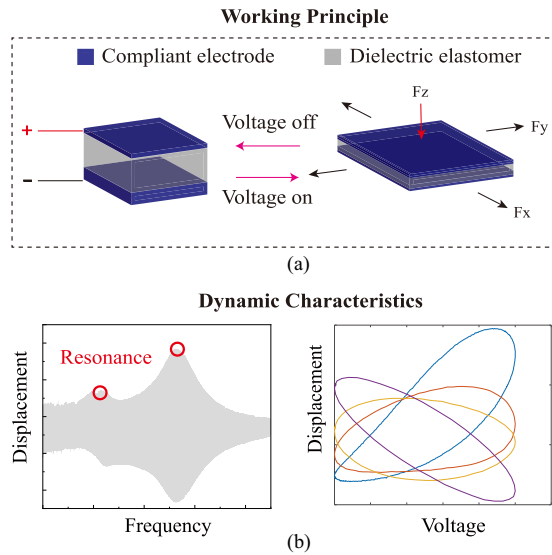 Working Principle
Compliant electrode
Dielectric elastomer
+
Voltage off
Fz
Fy
-
Voltage on
Fx
(a)
Dynamic Characteristics
Resonance
Displacement
Displacement
Frequency
Voltage
(b)